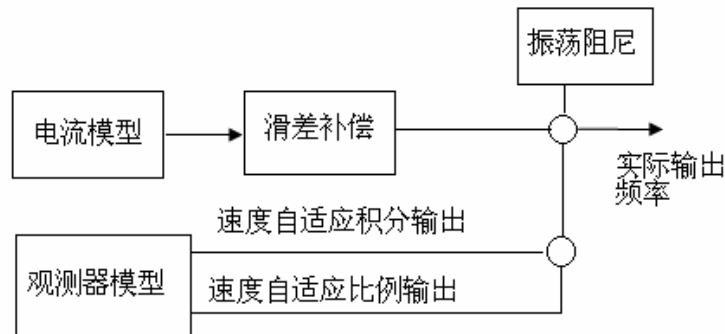 振荡阻尼
电流模型
滑差补偿
实际输出
频率
速度自适应积分输出
观测器模型
速度自适应比例输出